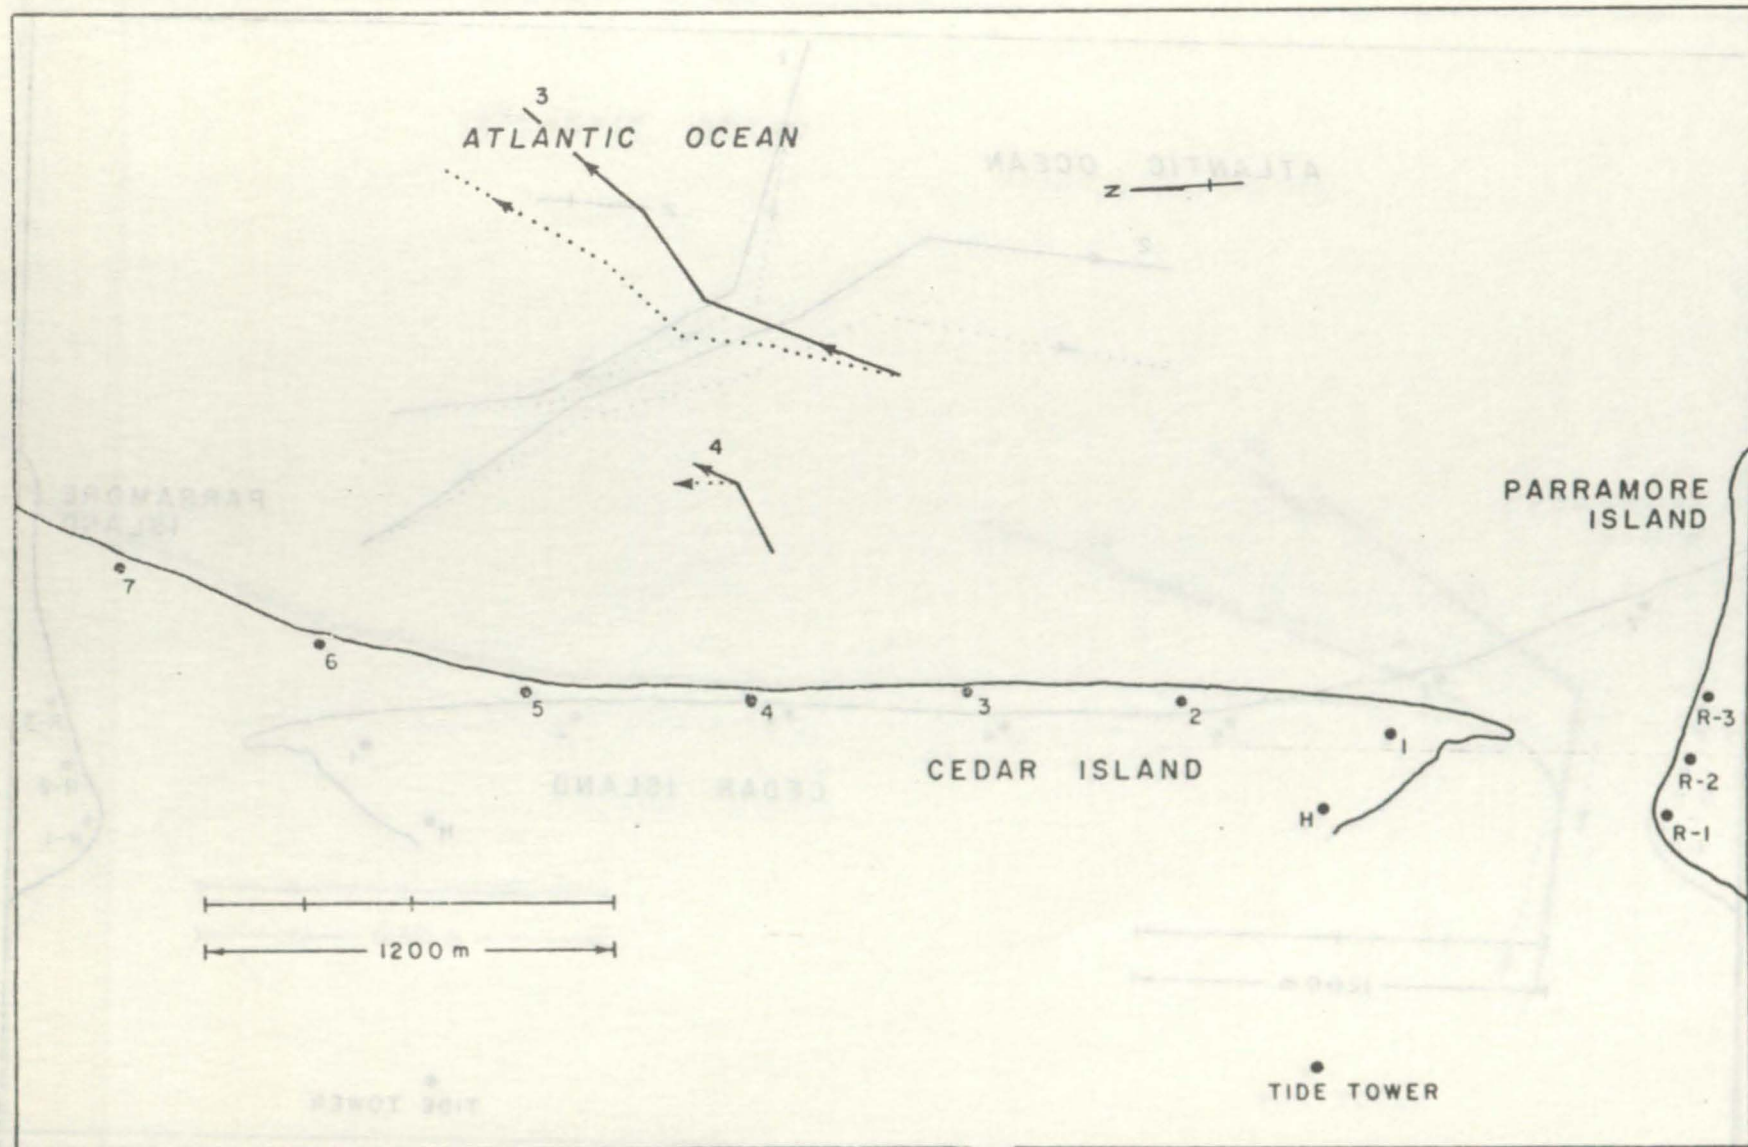 3
ATLANTIC OCEAN
N
4
PARRAMORE
ISLAND
7
6
5
4
3
2
1
R-3
CEDAR ISLAND
R-2
H
R-1
1200 m
TIDE TOWER